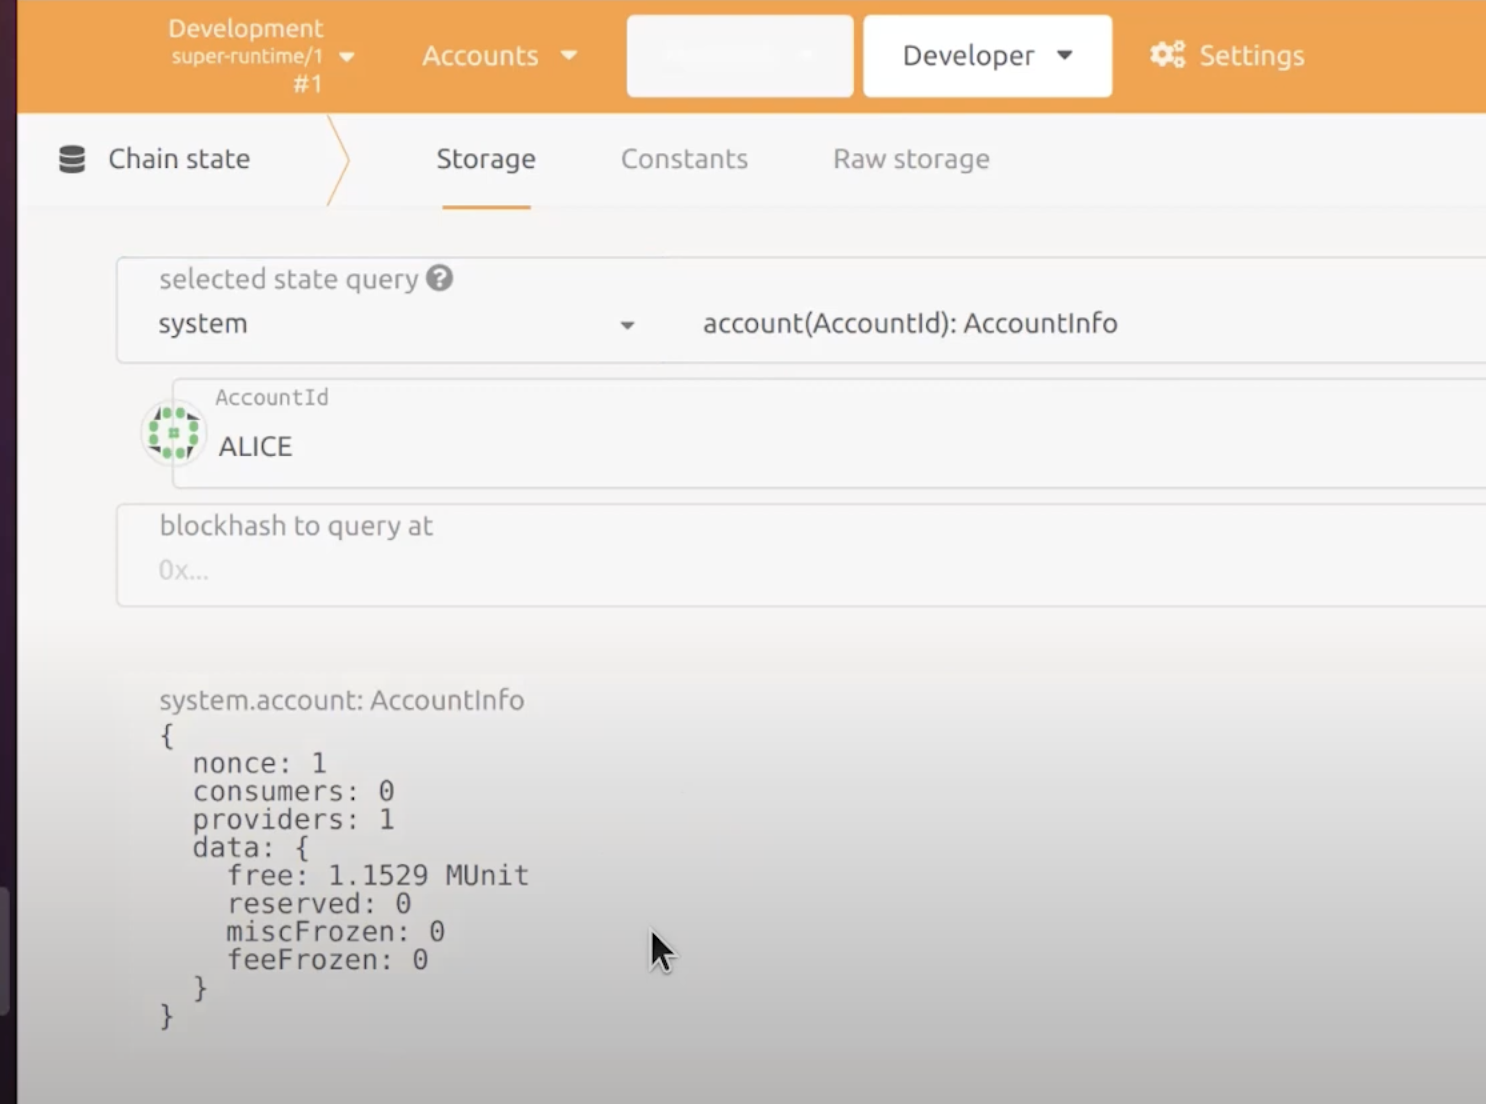 Development
super-runtime/1
#1
Accounts
Developer
Settings
Chain state
Storage
Constants
Raw storage
selected state query ?
system
account(AccountId): AccountInfo
AccountId
ALICE
blockhash to query at
0x...
system.account: AccountInfo
{
nonce: 1
consumers: 0
providers: 1
data: {
free: 1.1529 MUnit
reserved: 0
miscFrozen: 0
feeFrozen: 0
}
}